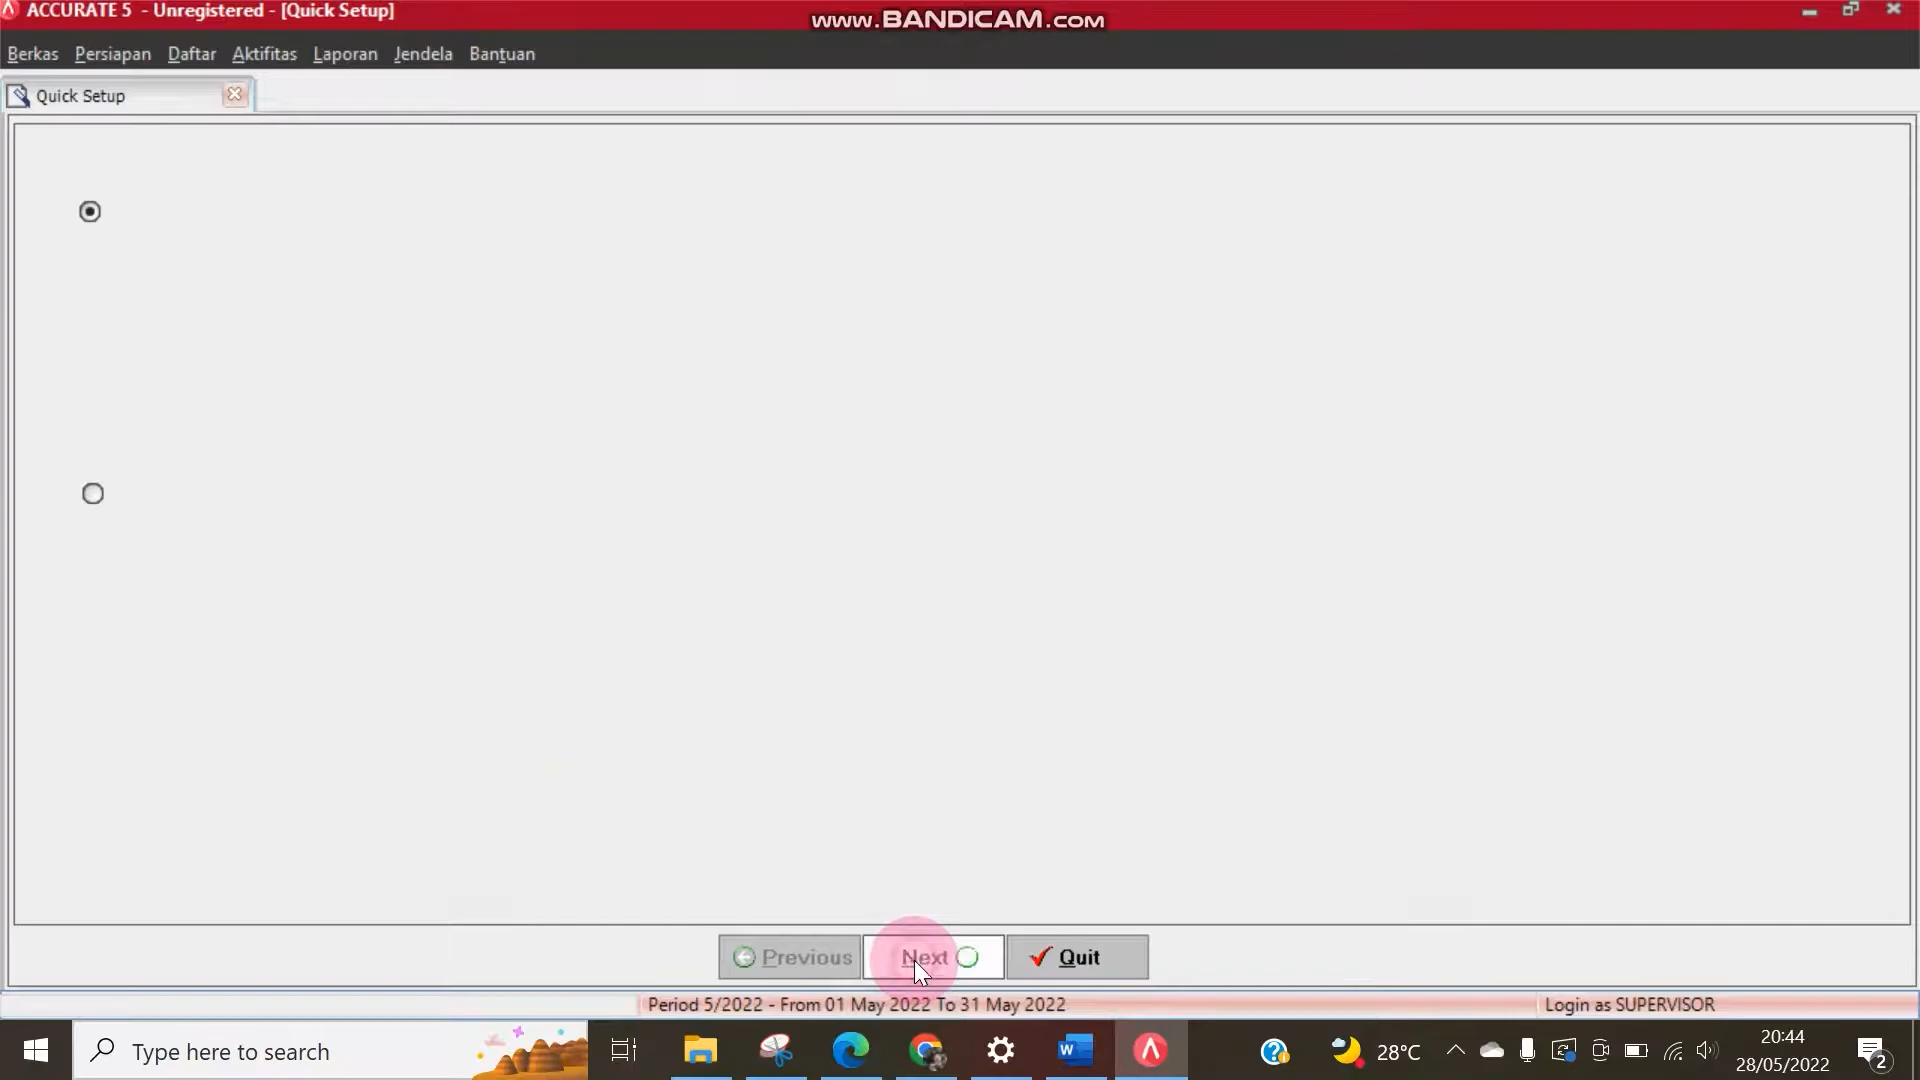 ACCURATE 5 - Unregistered - [Quick Setup]
www.BANDICAM.com
Berkas Persiapan Daftar Aktifitas Laporan Jendela Bantuan
Quick Setup
Previous Next Quit
Period 5/2022 - From 01 May 2022 To 31 May 2022
Login as SUPERVISOR
Type here to search
28°C
20:44
28/05/2022
2